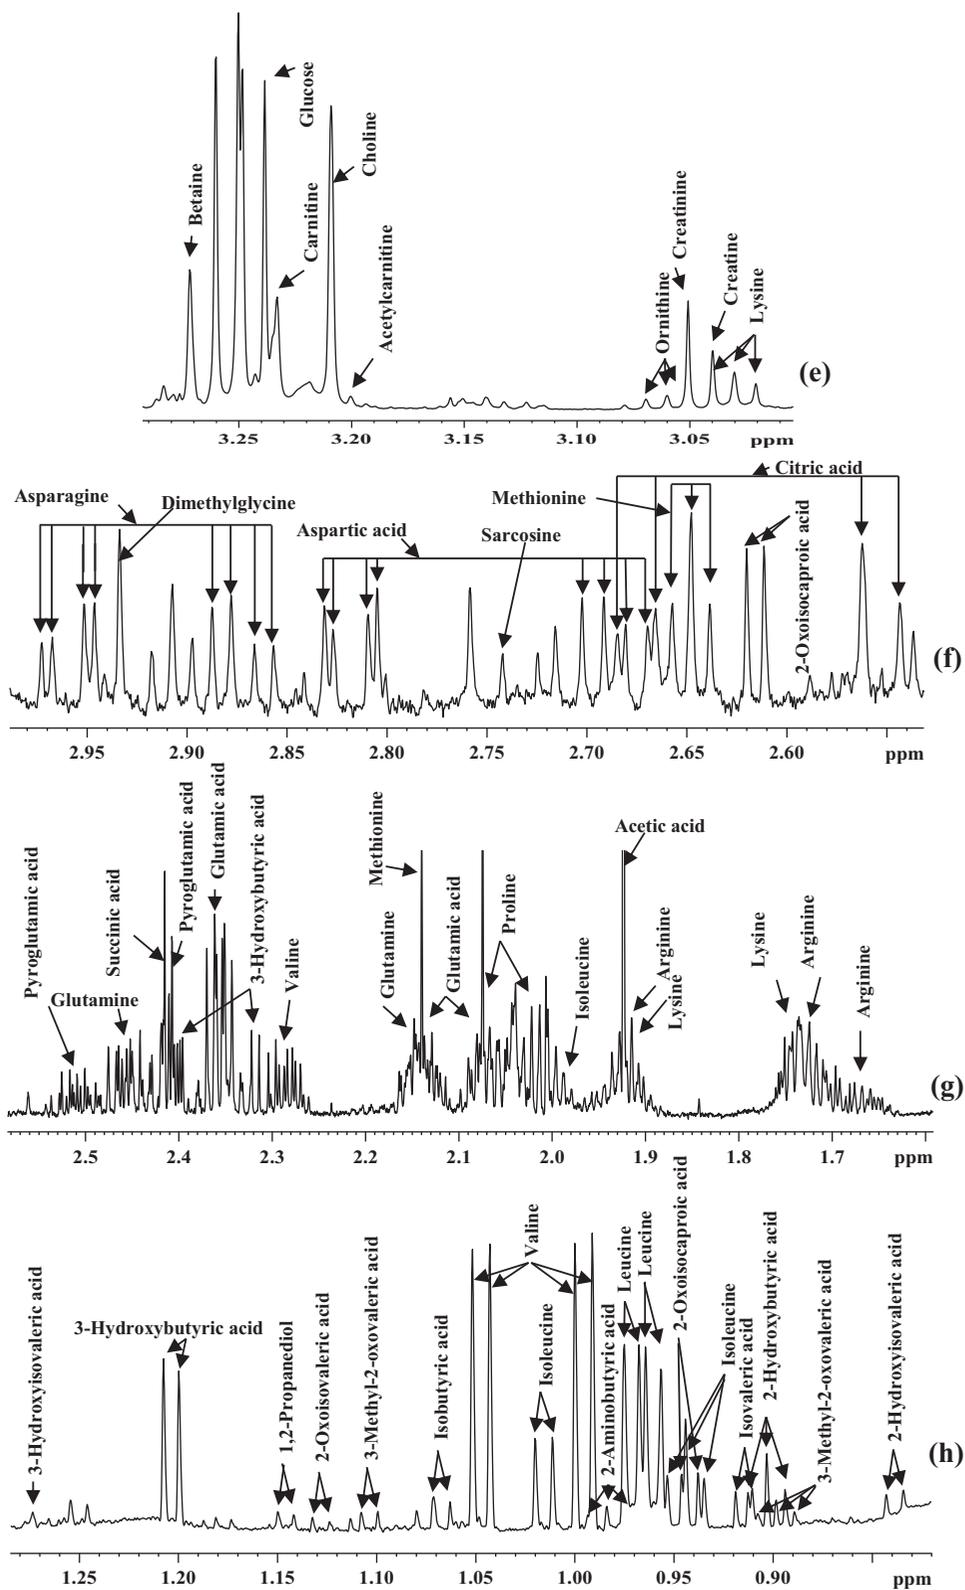 Betaine
Glucose
Carnitine
Choline
Acetylcarnitine
Ornithine
Creatinine
Creatine
Lysine
(e)
3.25 3.20 3.15 3.10 3.05 ppm
Asparagine
Dimethylglycine
Aspartic acid
Sarcosine
Methionine
Citric acid
2-Oxoisocaproic acid
(f)
2.95 2.90 2.85 2.80 2.75 2.70 2.65 2.60 ppm
Pyroglutamic acid
Glutamine
Succinic acid
Pyroglutamic acid
Glutamic acid
3-Hydroxybutyric acid
Valine
Methionine
Glutamine
Glutamic acid
Proline
Isoleucine
Acetic acid
Arginine
Lysine
Lysine
Arginine
Arginine
(g)
2.5 2.4 2.3 2.2 2.1 2.0 1.9 1.8 1.7 ppm
3-Hydroxyisovaleric acid
3-Hydroxybutyric acid
1,2-Propanediol
2-Oxoisovaleric acid
3-Methyl-2-oxovaleric acid
Isobutyric acid
Valine
Isoleucine
2-Aminobutyric acid
Leucine
Leucine
2-Oxoisocaproic acid
Isoleucine
Isovaleric acid
2-Hydroxybutyric acid
3-Methyl-2-oxovaleric acid
2-Hydroxyisovaleric acid
(h)
1.25 1.20 1.15 1.10 1.05 1.00 0.95 0.90 ppm